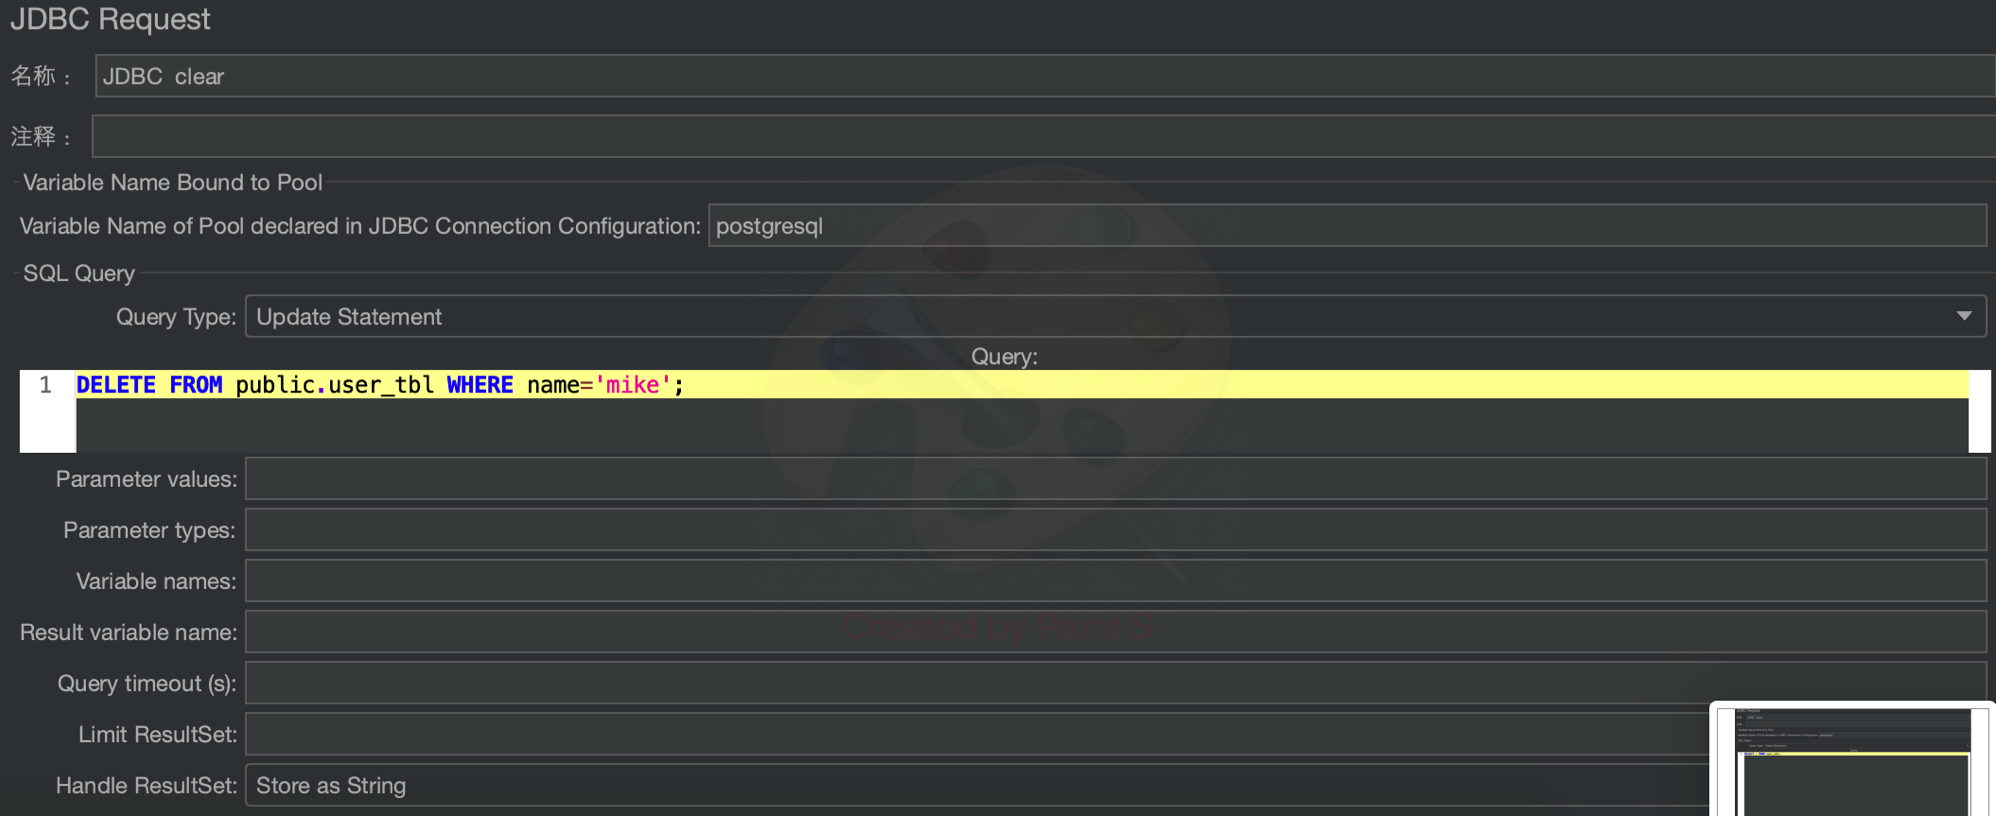 JDBC Request
名称： JDBC  clear
注释：
Variable Name Bound to Pool
Variable Name of Pool declared in JDBC Connection Configuration: postgresql
SQL Query
Query Type: Update Statement
Query:
1 DELETE FROM public.user_tbl WHERE name='mike';
Parameter values:
Parameter types:
Variable names:
Result variable name:
Created by Paint S
Query timeout (s):
Limit ResultSet:
Handle ResultSet: Store as String